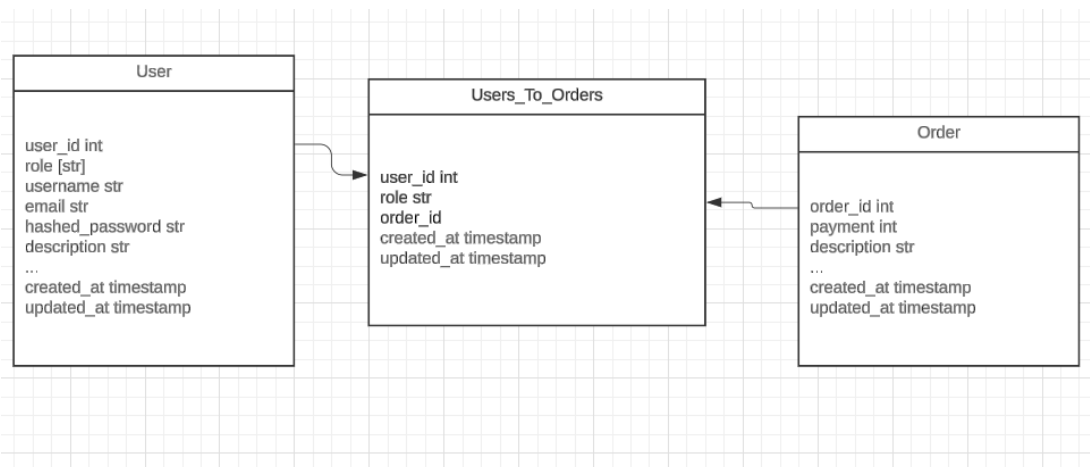 User
user_id int
role [str]
username str
email str
hashed_password str
description str
...
created_at timestamp
updated_at timestamp
Users_To_Orders
user_id int
role str
order_id
created_at timestamp
updated_at timestamp
Order
order_id int
payment int
description str
...
created_at timestamp
updated_at timestamp